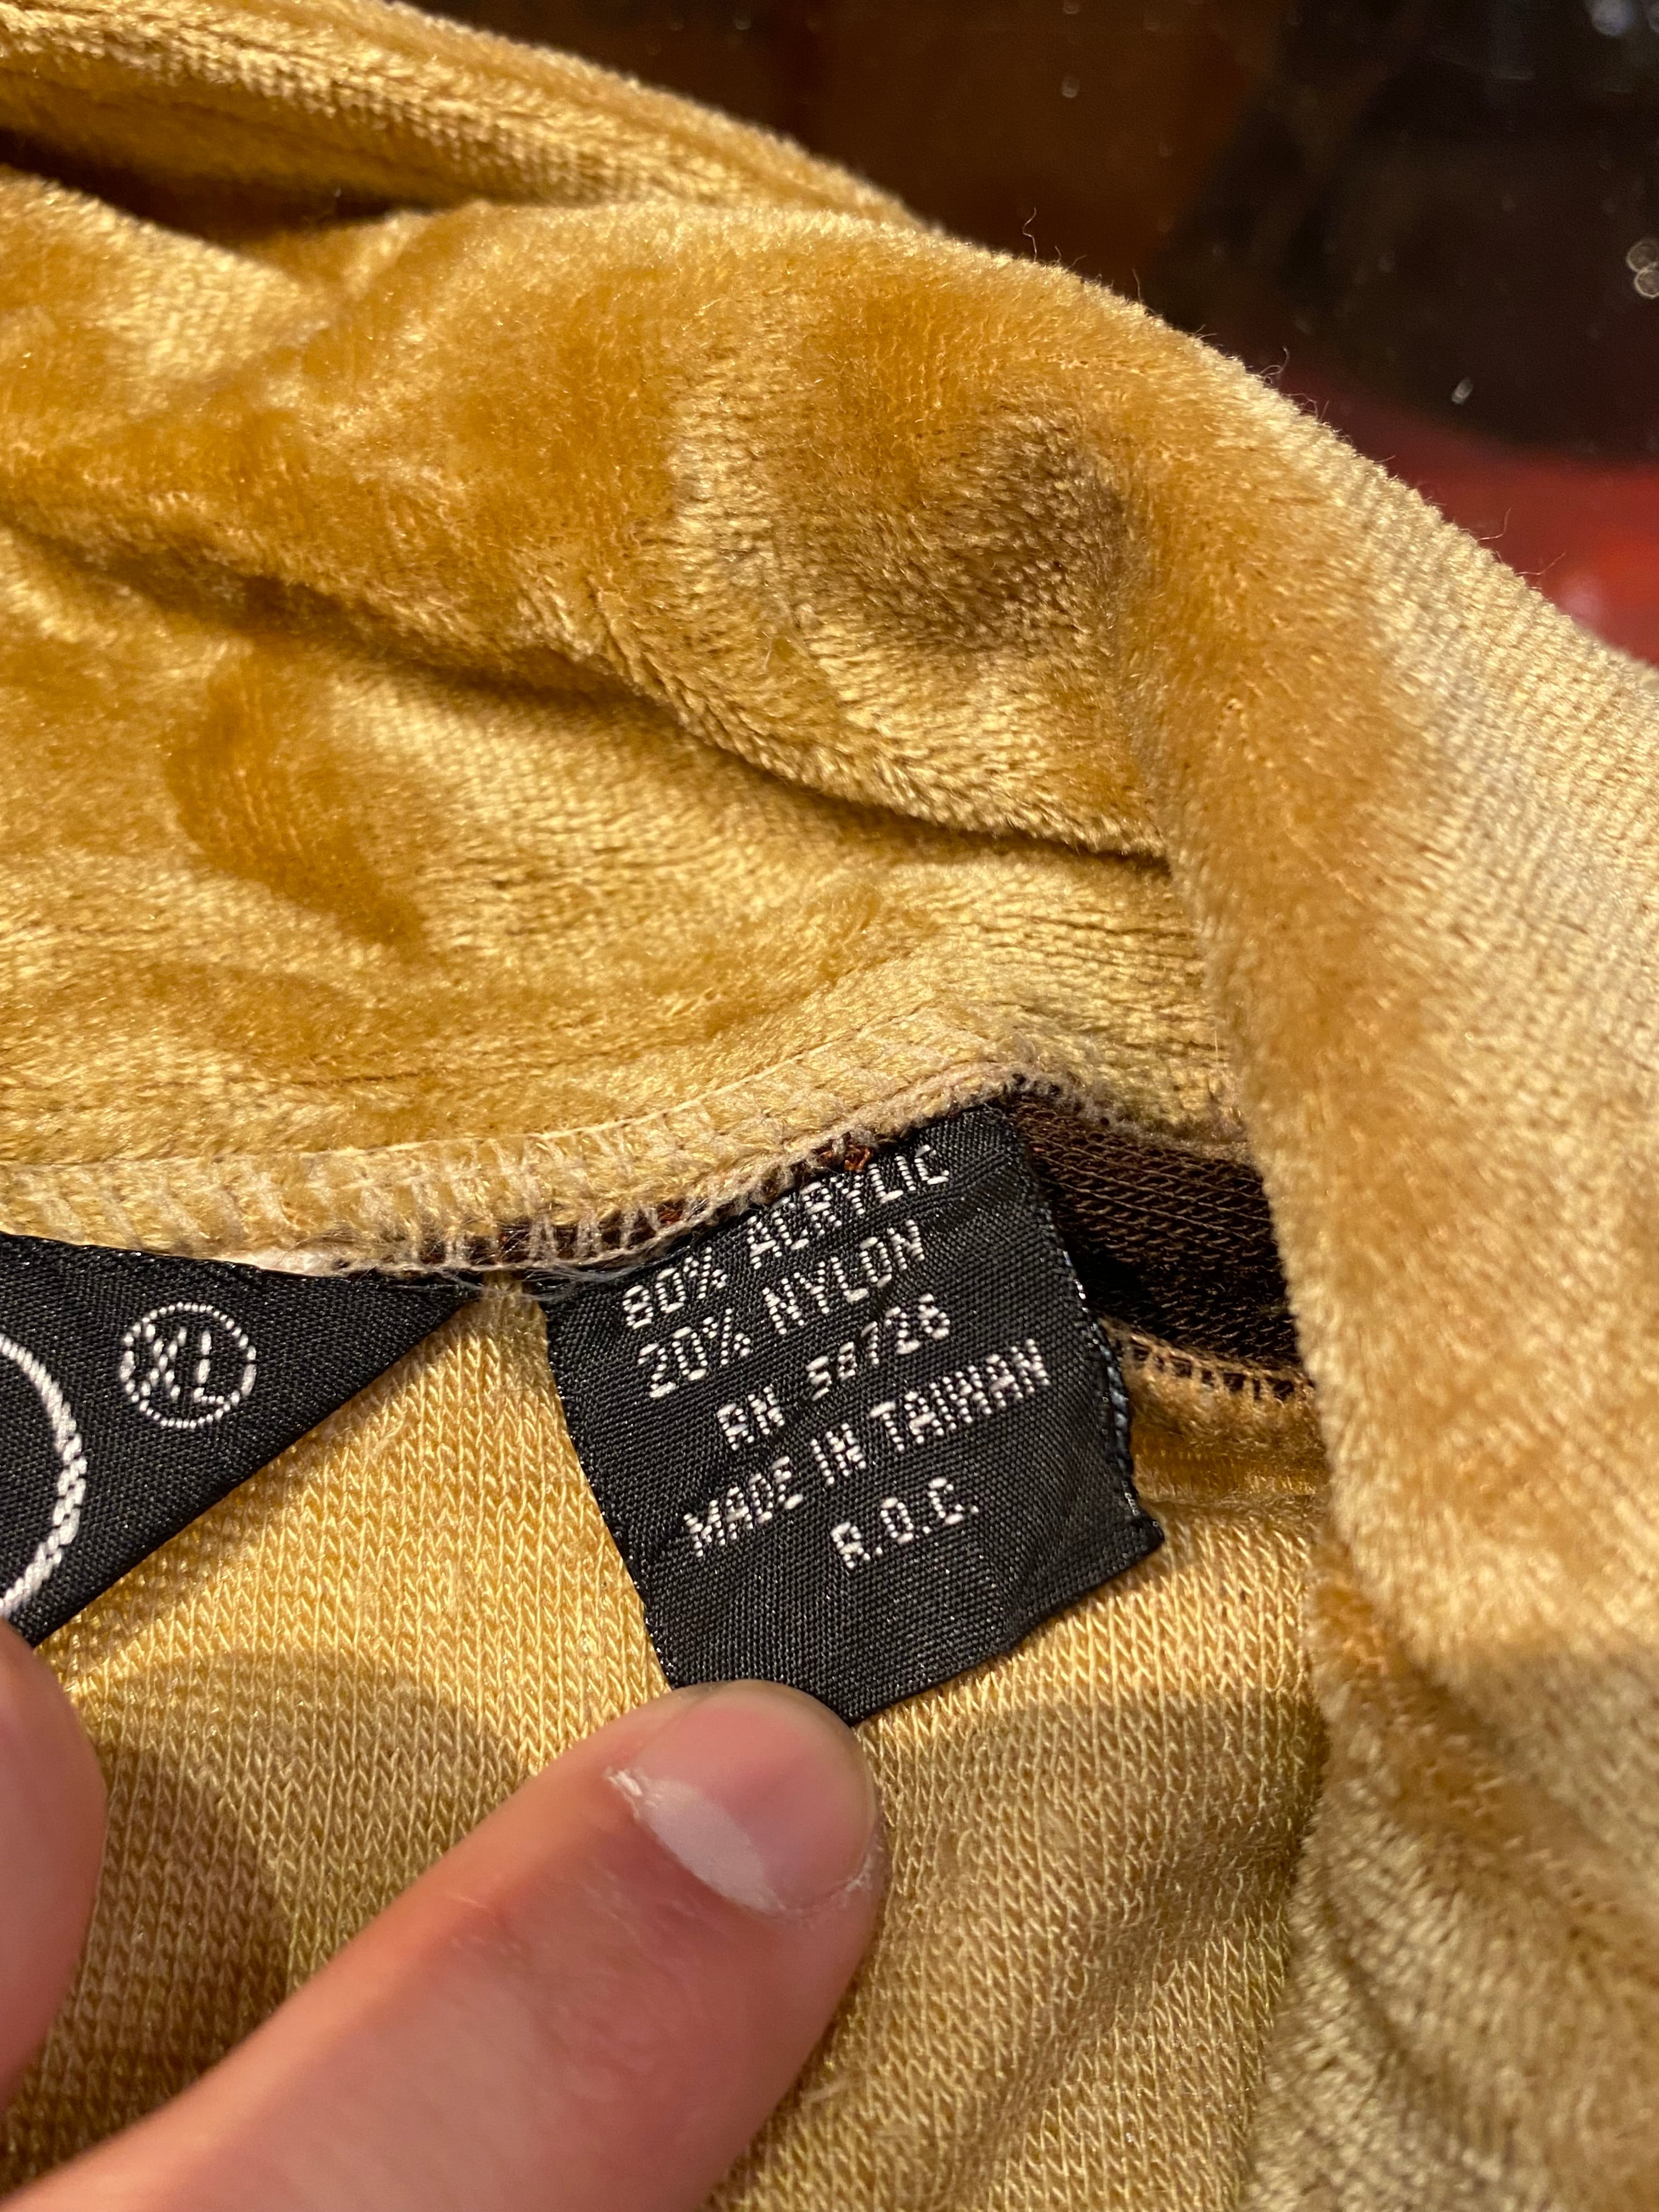 XL
80% ACRYLIC
20% NYLON
RN 58726
MADE IN TAIWAN
R.O.C.